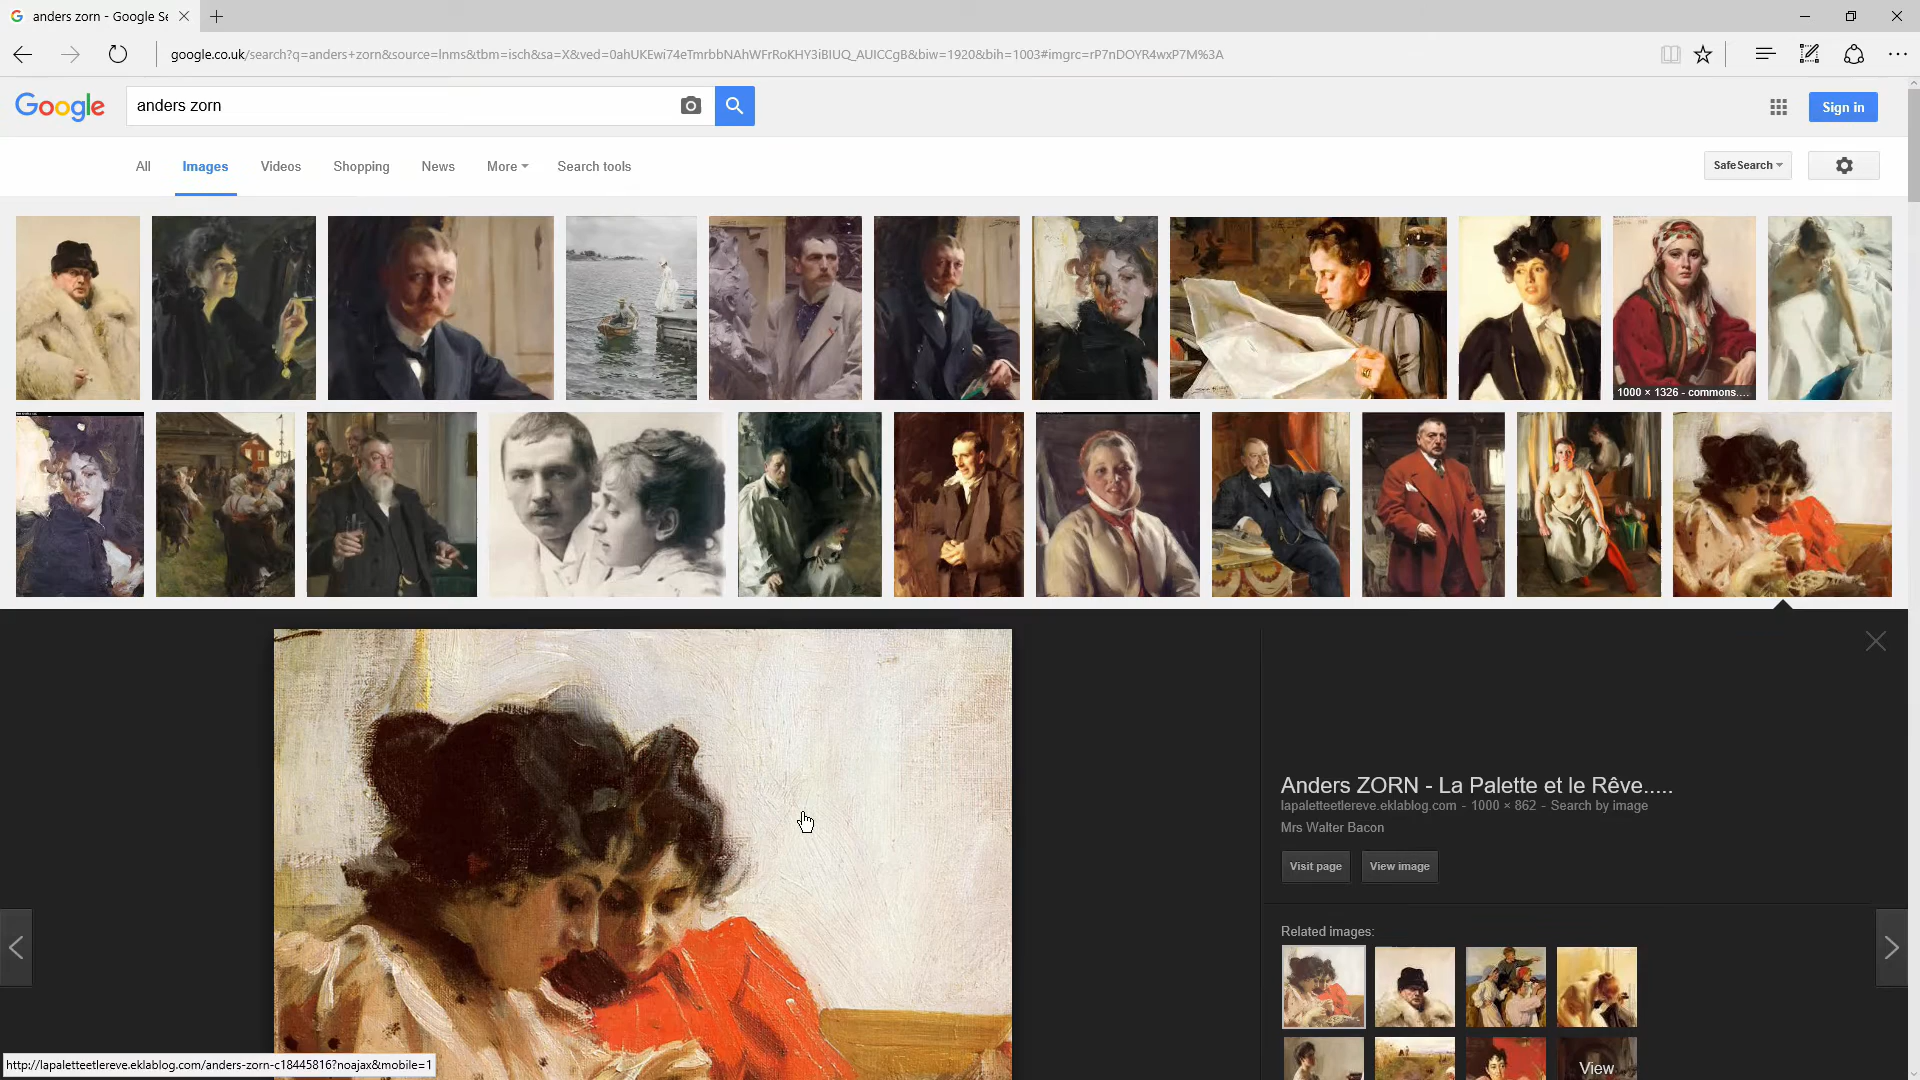 anders zorn - Google Se
google.co.uk/search?q=anders+zorn&source=lnms&tbm=isch&sa=X&ved=0ahUKEwi74eTmrbbNAhWFrRoKHY3iBIUQ_AUICCgB&biw=1920&bih=1003#imgrc=rP7nDOYR4wxP7M%3A
Google
anders zorn
Sign in
All Images Videos Shopping News More Search tools
SafeSearch
1000 × 1326 - commons....
Anders ZORN - La Palette et le Rêve.....
lapaletteetlereve.eklablog.com - 1000 × 862 - Search by image
Mrs Walter Bacon
Visit page View image
Related images:
View
http://lapaletteetlereve.eklablog.com/anders-zorn-c18445816?noajax&mobile=1